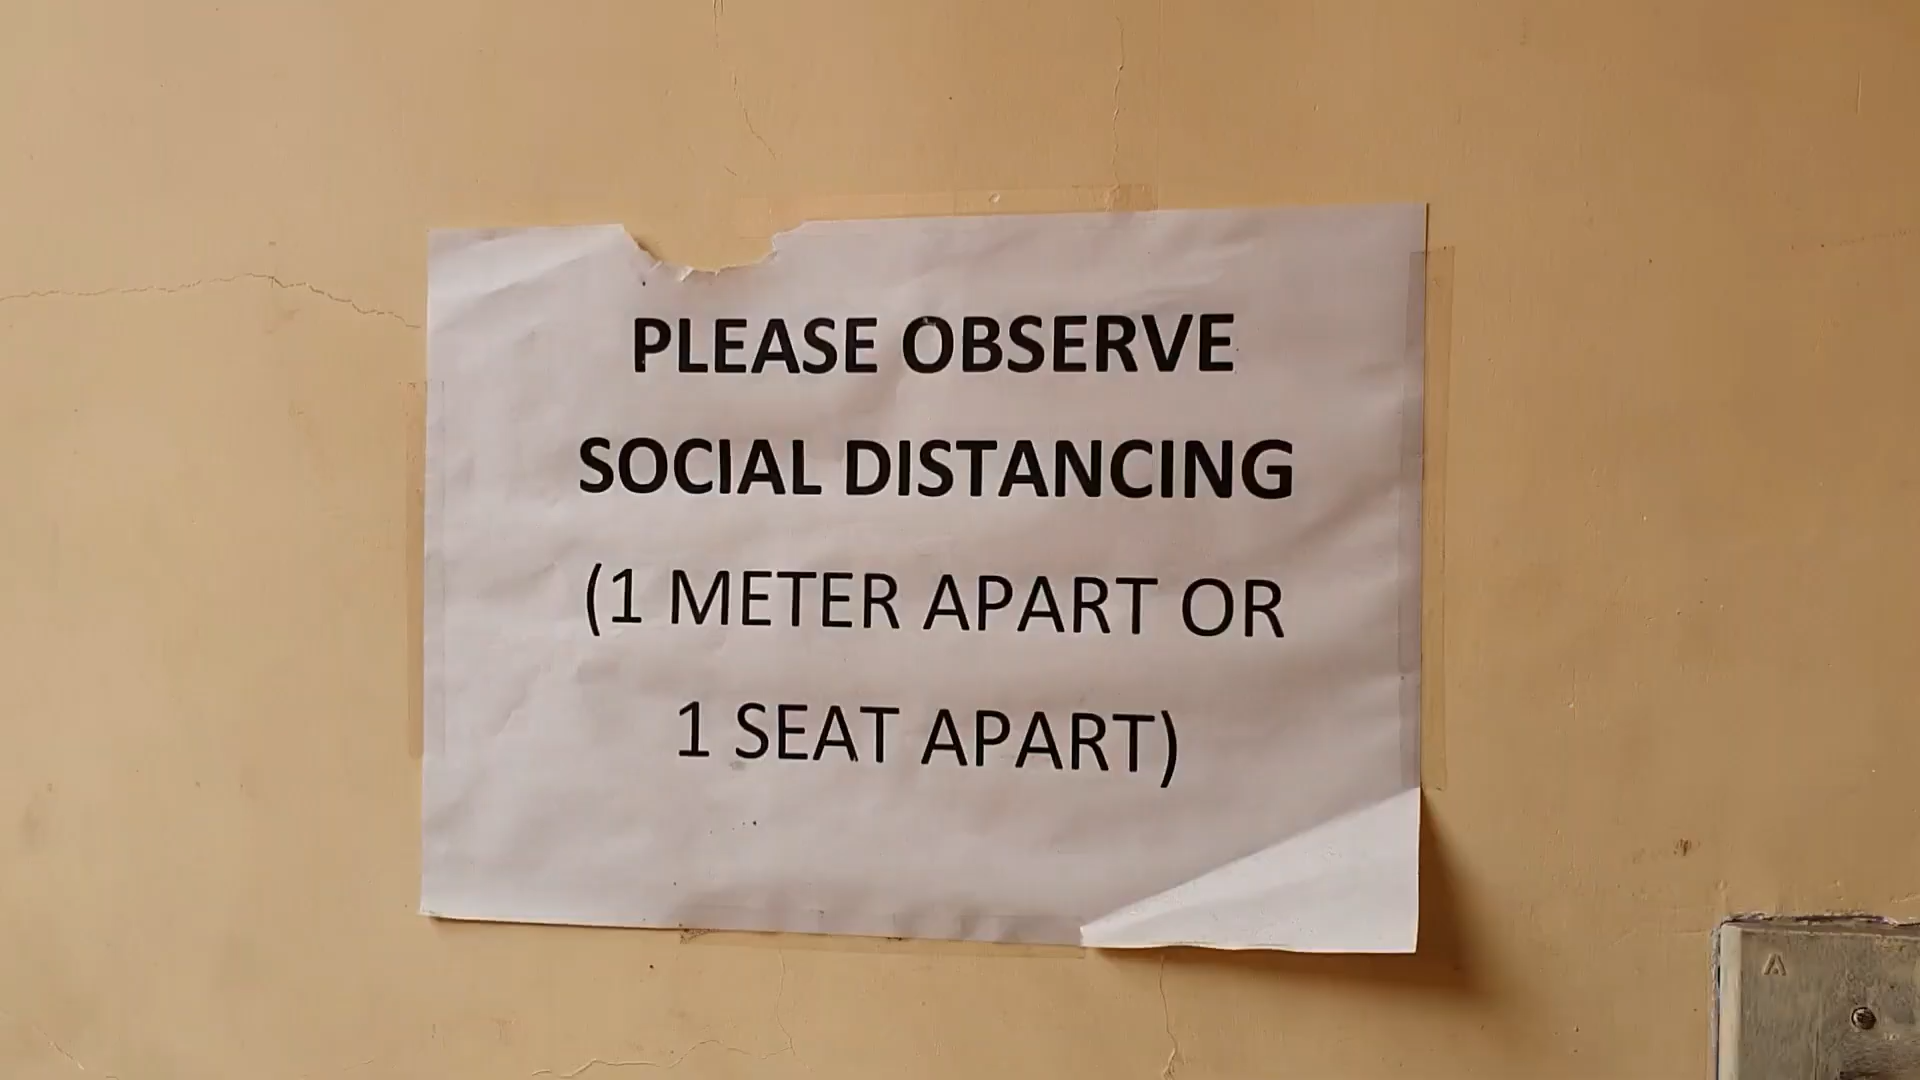 PLEASE OBSERVE
SOCIAL DISTANCING
(1 METER APART OR
1 SEAT APART)
A